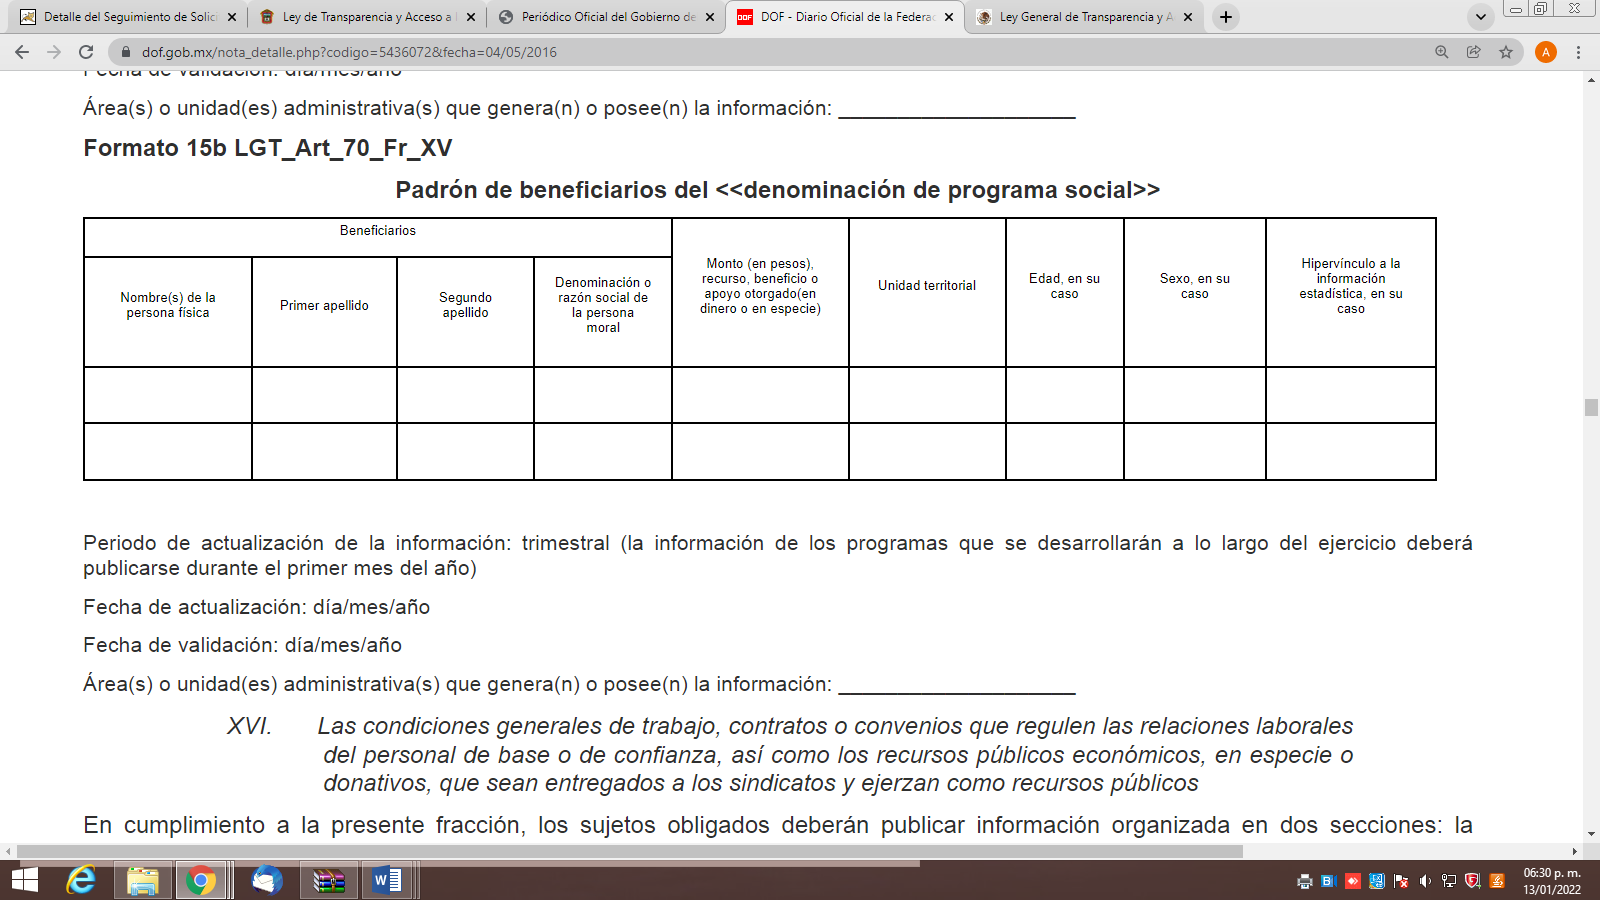 Detalle del Seguimiento de Solici
Ley de Transparencia y Acceso a
Periódico Oficial del Gobierno de
DOF - Diario Oficial de la Federac
Ley General de Transparencia y A
dof.gob.mx/nota_detalle.php?codigo=5436072&fecha=04/05/2016
A
Fecha de validación: día/mes/año
Área(s) o unidad(es) administrativa(s) que genera(n) o posee(n) la información: ____________________
Formato 15b LGT_Art_70_Fr_XV
Padrón de beneficiarios del <<denominación de programa social>>
Beneficiarios
Nombre(s) de la
persona física
Primer apellido
Segundo
apellido
Denominación o
razón social de
la persona
moral
Monto (en pesos),
recurso, beneficio o
apoyo otorgado(en
dinero o en especie)
Unidad territorial
Edad, en su
caso
Sexo, en su
caso
Hipervínculo a la
información
estadística, en su
caso
Periodo de actualización de la información: trimestral (la información de los programas que se desarrollarán a lo largo del ejercicio deberá
publicarse durante el primer mes del año)
Fecha de actualización: día/mes/año
Fecha de validación: día/mes/año
Área(s) o unidad(es) administrativa(s) que genera(n) o posee(n) la información: ____________________
XVI. Las condiciones generales de trabajo, contratos o convenios que regulen las relaciones laborales
del personal de base o de confianza, así como los recursos públicos económicos, en especie o
donativos, que sean entregados a los sindicatos y ejerzan como recursos públicos
En cumplimiento a la presente fracción, los sujetos obligados deberán publicar información organizada en dos secciones: la
06:30 p. m.
13/01/2022